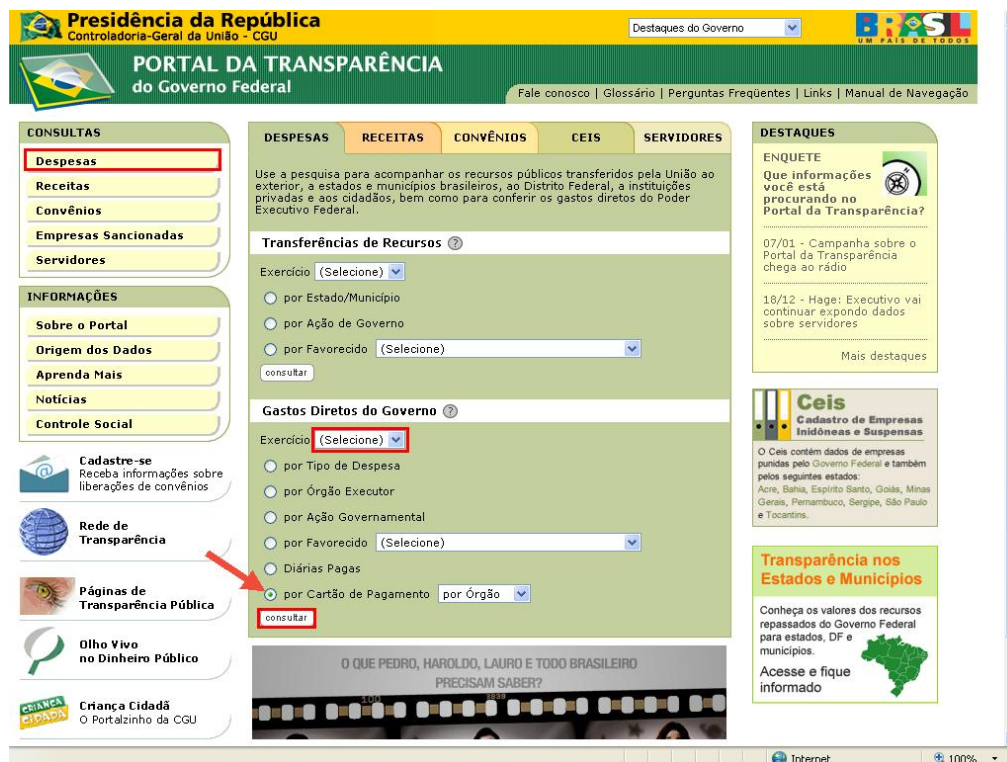 Presidência da República
Controladoria-Geral da União - CGU
Destaques do Governo
BRASIL
UM PAÍS DE TODOS
PORTAL DA TRANSPARÊNCIA
do Governo Federal
Fale conosco | Glossário | Perguntas Freqüentes | Links | Manual de Navegação
CONSULTAS
Despesas
Receitas
Convênios
Empresas Sancionadas
Servidores
INFORMAÇÕES
Sobre o Portal
Origem dos Dados
Aprenda Mais
Notícias
Controle Social
Cadastre-se
Receba informações sobre
liberações de convênios
Rede de
Transparência
Páginas de
Transparência Pública
Olho Vivo
no Dinheiro Público
CRIANÇA
CIDADÃ
Criança Cidadã
O Portalzinho da CGU
DESPESAS RECEITAS CONVÊNIOS CEIS SERVIDORES
Use a pesquisa para acompanhar os recursos públicos transferidos pela União ao
exterior, a estados e municípios brasileiros, ao Distrito Federal, a instituições
privadas e aos cidadãos, bem como para conferir os gastos diretos do Poder
Executivo Federal.
Transferências de Recursos ?
Exercício (Selecione)
por Estado/Município
por Ação de Governo
por Favorecido (Selecione)
consultar
Gastos Diretos do Governo ?
Exercício (Selecione)
por Tipo de Despesa
por Órgão Executor
por Ação Governamental
por Favorecido (Selecione)
Diárias Pagas
por Cartão de Pagamento por Órgão
consultar
O QUE PEDRO, HAROLDO, LAURO E TODO BRASILEIRO
PRECISAM SABER?
DESTAQUES
ENQUETE
Que informações
você está
procurando no
Portal da Transparência?
07/01 - Campanha sobre o
Portal da Transparência
chega ao rádio
18/12 - Hage: Executivo vai
continuar expondo dados
sobre servidores
Mais destaques
Ceis
Cadastro de Empresas
Inidôneas e Suspensas
O Ceis contém dados de empresas
punidas pelo Governo Federal e também
pelos seguintes estados:
Acre, Bahia, Espírito Santo, Goiás, Minas
Gerais, Pernambuco, Sergipe, São Paulo
e Tocantins.
Transparência nos
Estados e Municípios
Conheça os valores dos recursos
repassados do Governo Federal
para estados, DF e
municípios.
Acesse e fique
informado
Internet
100%